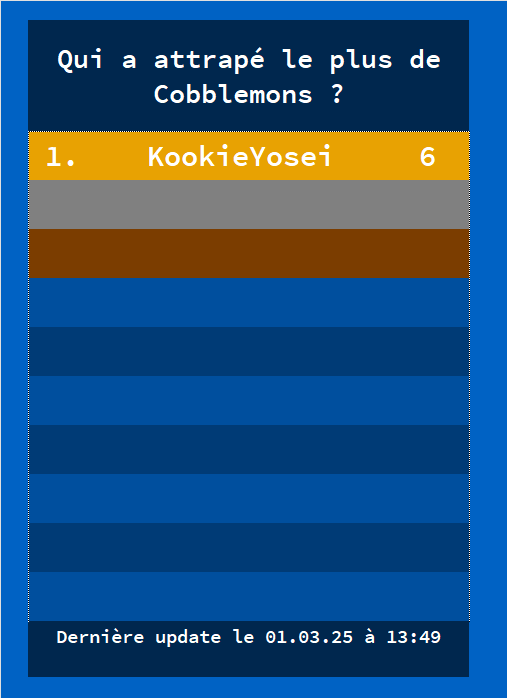 Qui a attrapé le plus de
Cobblemons ?
1. KookieYosei 6
Dernière update le 01.03.25 à 13:49